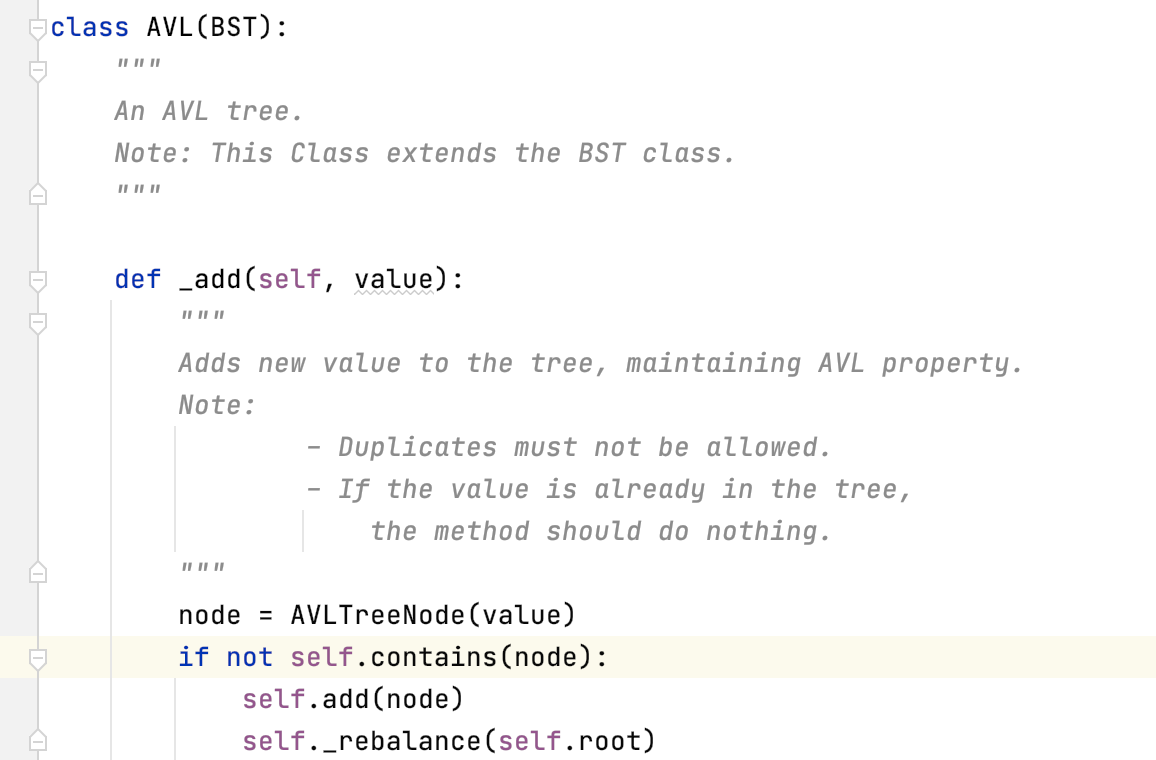 class AVL(BST):
    """
    An AVL tree.
    Note: This Class extends the BST class.
    """
    def _add(self, value):
        """
        Adds new value to the tree, maintaining AVL property.
        Note:
                - Duplicates must not be allowed.
                - If the value is already in the tree,
                    the method should do nothing.
        """
        node = AVLTreeNode(value)
        if not self.contains(node):
            self.add(node)
            self._rebalance(self.root)